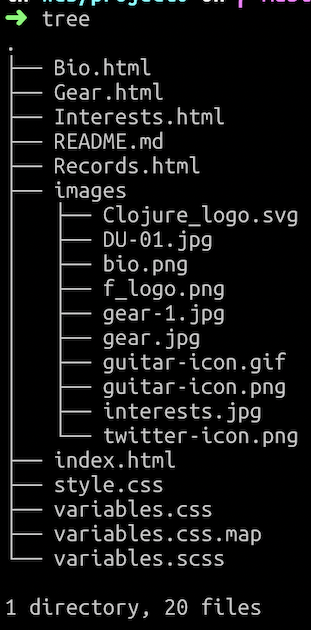 ➜ tree
.
├── Bio.html
├── Gear.html
├── Interests.html
├── README.md
├── Records.html
├── images
│   ├── Clojure_logo.svg
│   ├── DU-01.jpg
│   ├── bio.png
│   ├── f_logo.png
│   ├── gear-1.jpg
│   ├── gear.jpg
│   ├── guitar-icon.gif
│   ├── guitar-icon.png
│   ├── interests.jpg
│   └── twitter-icon.png
├── index.html
├── style.css
├── variables.css
├── variables.css.map
└── variables.scss

1 directory, 20 files